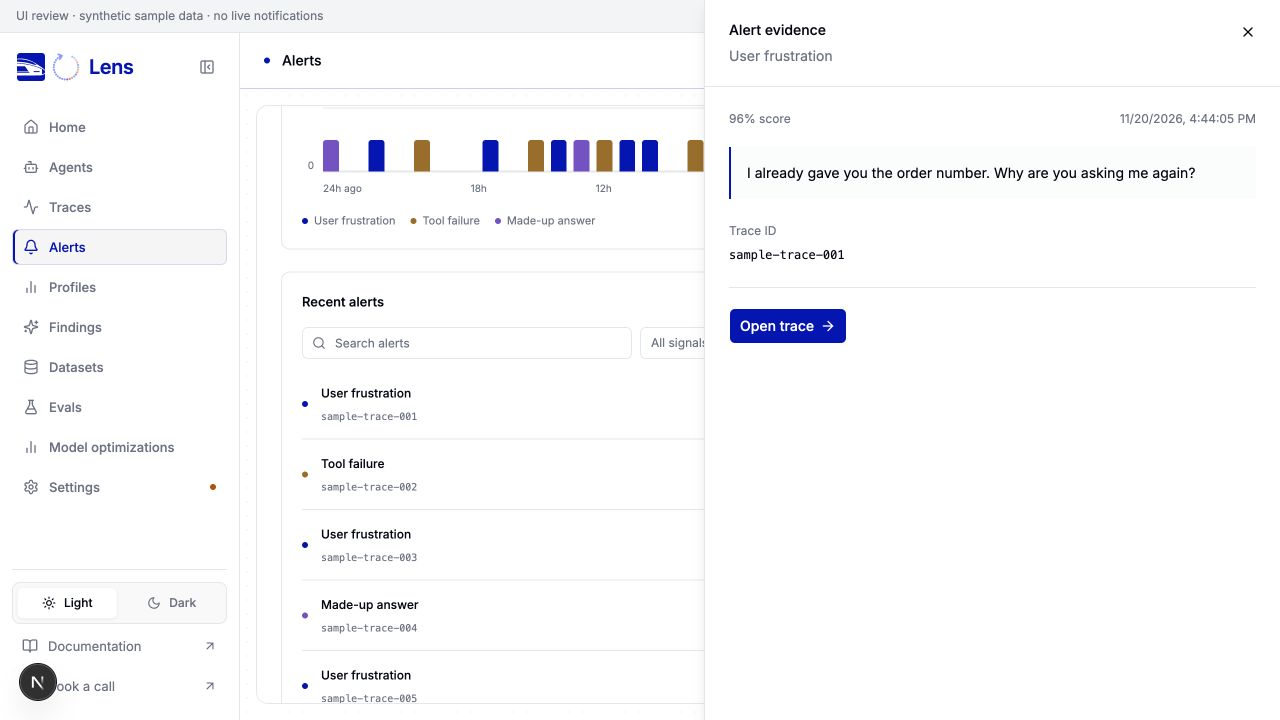 UI review · synthetic sample data · no live notifications
Lens
Home
Agents
Traces
Alerts
Profiles
Findings
Datasets
Evals
Model optimizations
Settings
Light
Dark
Documentation
N
ook a call
Alerts
0
24h ago
18h
12h
User frustration
Tool failure
Made-up answer
Recent alerts
Search alerts
All signals
User frustration
sample-trace-001
Tool failure
sample-trace-002
User frustration
sample-trace-003
Made-up answer
sample-trace-004
User frustration
sample-trace-005
Alert evidence
User frustration
96% score
11/20/2026, 4:44:05 PM
I already gave you the order number. Why are you asking me again?
Trace ID
sample-trace-001
Open trace